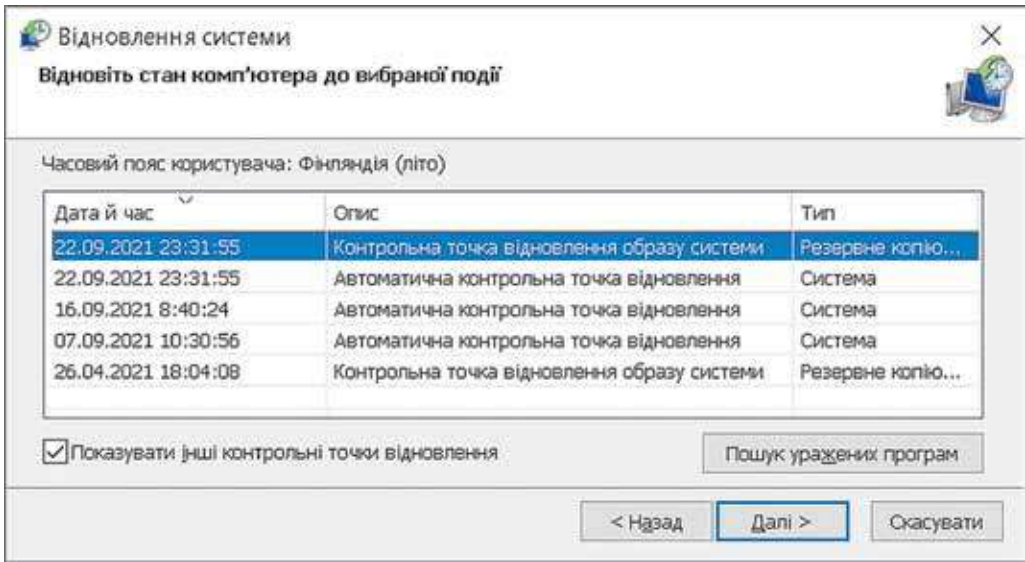 Відновлення системи
Відновіть стан комп'ютера до вибраної події
Часовий пояс користувача: Фінляндія (літо)
Дата й час Опис Тип
22.09.2021 23:31:55 Контрольна точка відновлення образу системи Резервне копію...
22.09.2021 23:31:55 Автоматична контрольна точка відновлення Система
16.09.2021 8:40:24 Автоматична контрольна точка відновлення Система
07.09.2021 10:30:56 Автоматична контрольна точка відновлення Система
26.04.2021 18:04:08 Контрольна точка відновлення образу системи Резервне копію...
Показувати інші контрольні точки відновлення Пошук уражених програм
< Назад Далі > Скасувати